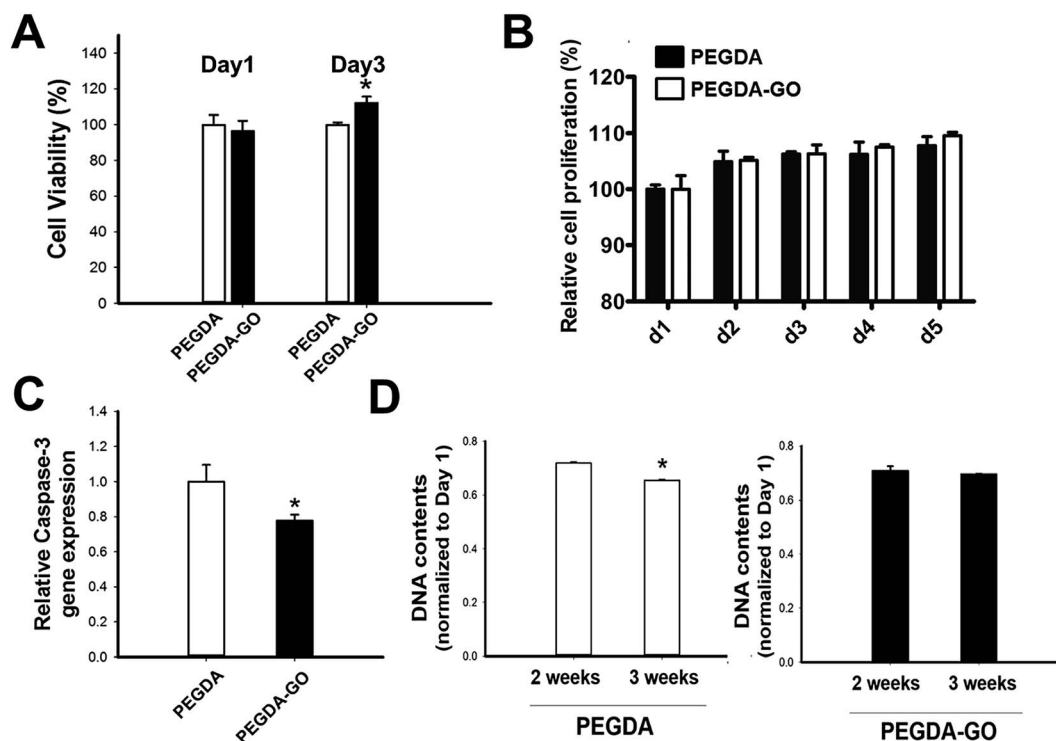 A
Cell Viability (%)
140
120
100
80
60
40
20
0
Day1
Day3
*
PEGDA
PEGDA-GO
PEGDA
PEGDA-GO
B
Relative cell proliferation (%)
PEGDA
PEGDA-GO
120
110
100
90
80
d1
d2
d3
d4
d5
C
Relative Caspase-3
gene expression
1.4
1.2
1.0
0.8
0.6
0.4
0.2
0.0
*
PEGDA
PEGDA-GO
D
DNA contents
(normalized to Day 1)
0.8
0.6
0.4
0.2
0.0
*
2 weeks
3 weeks
PEGDA
DNA contents
(normalized to Day 1)
0.8
0.6
0.4
0.2
0.0
2 weeks
3 weeks
PEGDA-GO